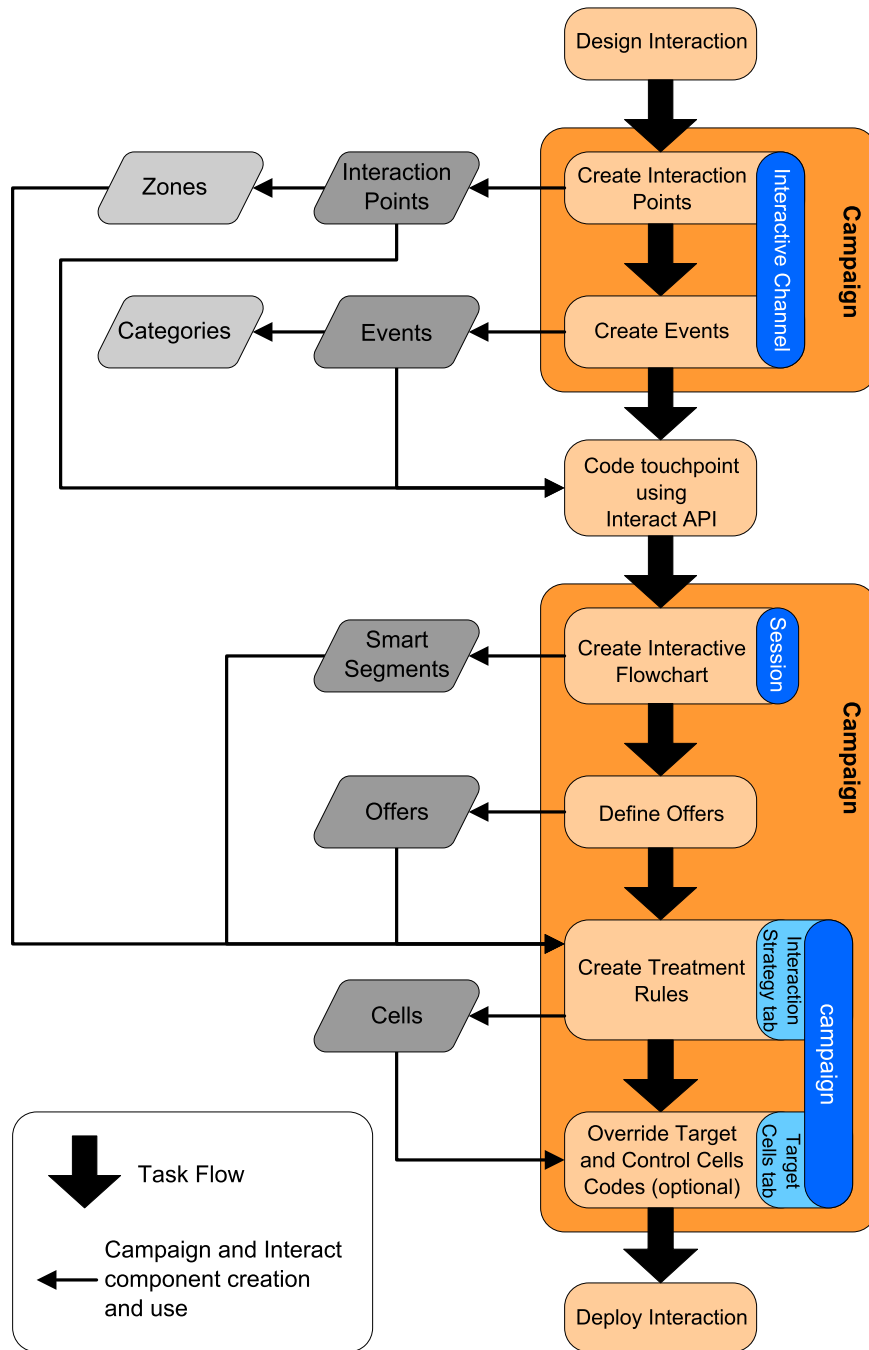 Design Interaction
Zones
Interaction
Points
Create Interaction
Points
Interactive Channel
Campaign
Categories
Events
Create Events
Code touchpoint
using
Interact API
Smart
Segments
Create Interactive
Flowchart
Session
Campaign
Offers
Define Offers
Create Treatment
Rules
Interaction
Strategy tab
campaign
Cells
Override Target
and Control Cells
Codes (optional)
Target
Cells tab
Task Flow
Campaign and Interact
component creation
and use
Deploy Interaction